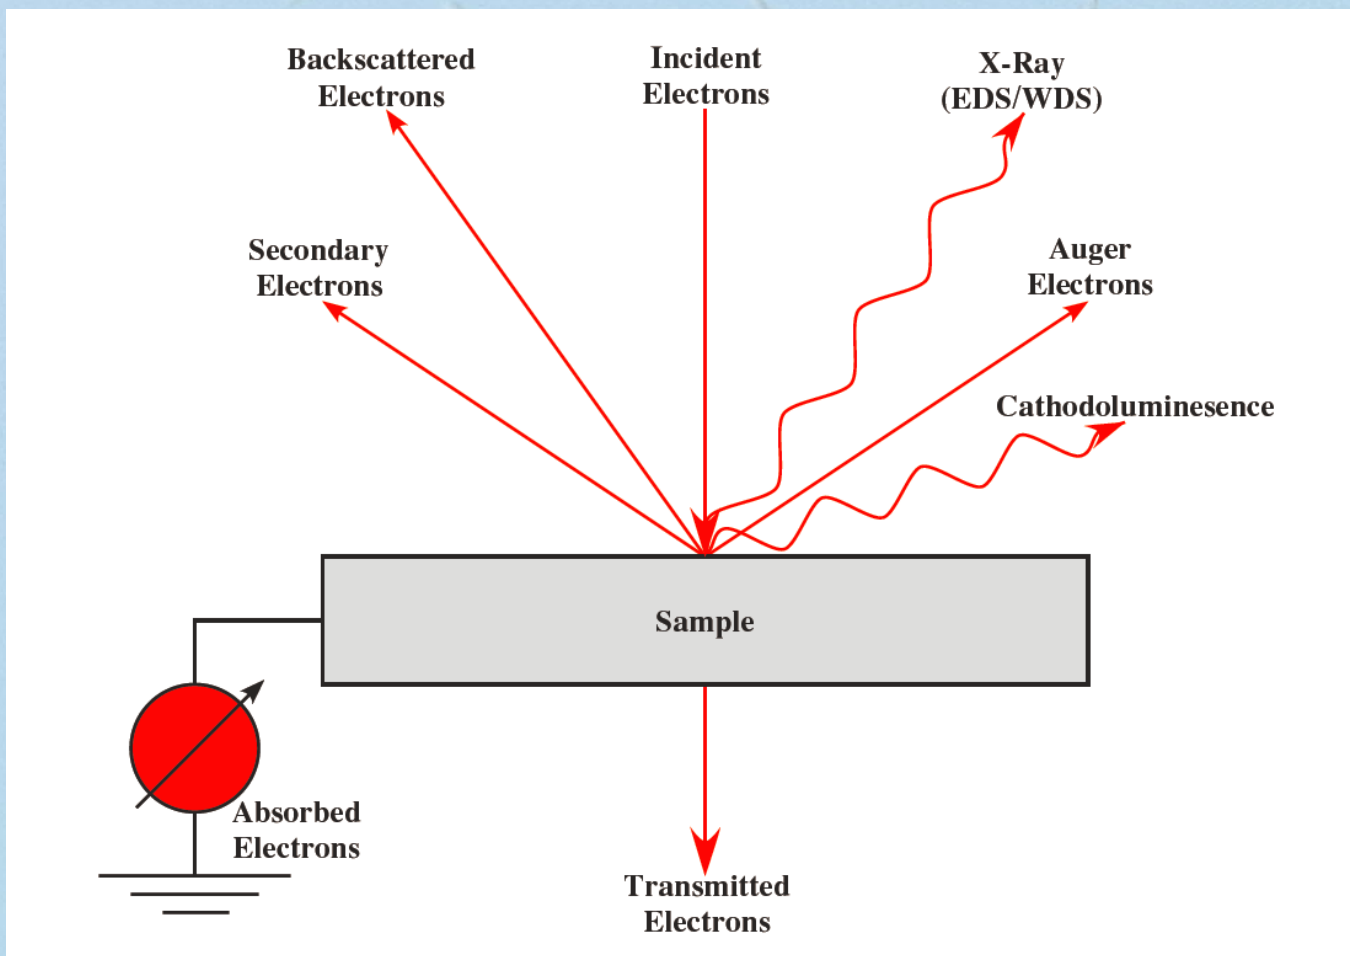 Backscattered
Electrons
Incident
Electrons
X-Ray
(EDS/WDS)
Secondary
Electrons
Auger
Electrons
Cathodoluminesence
Sample
Absorbed
Electrons
Transmitted
Electrons